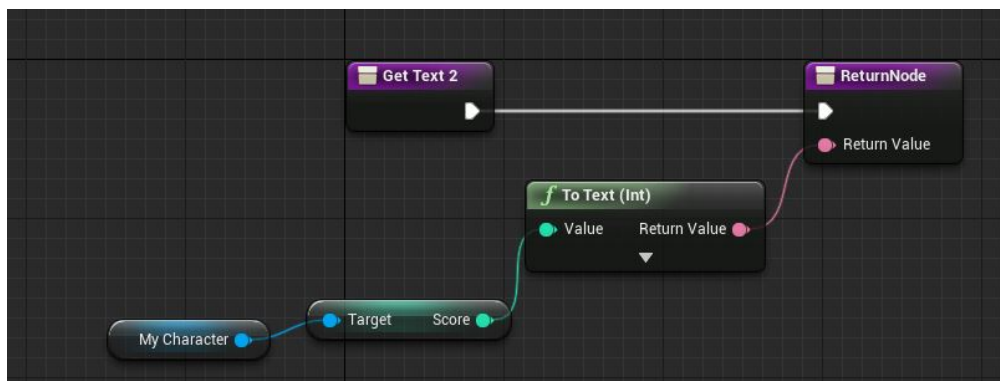 Get Text 2
ReturnNode
Return Value
f To Text (Int)
Value Return Value
Target Score
My Character